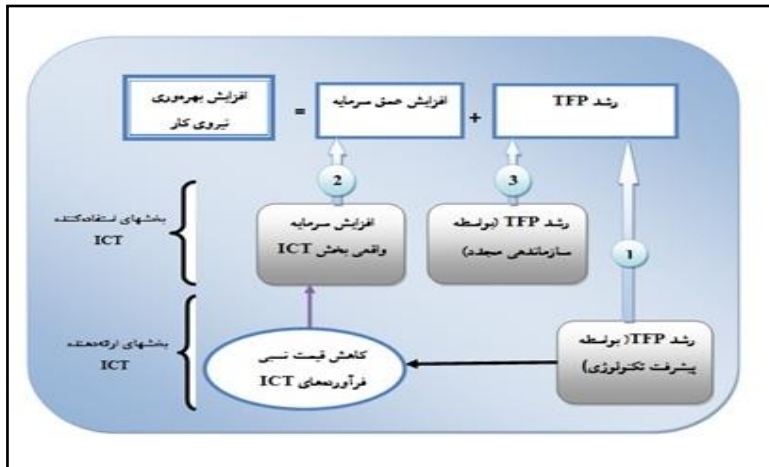 افزایش بهره‌وری
نیروی کار
=
افزایش عمق سرمایه
+
رشد TFP
2
3
1
بخشهای استفاده‌کننده
ICT
افزایش سرمایه
واقعی بخش ICT
رشد TFP (بواسطه
سازماندهی مجدد)
بخشهای ارائه‌دهنده
ICT
کاهش قیمت نسبی
فرآورده‌های ICT
رشد TFP( بواسطه
پیشرفت تکنولوژی)